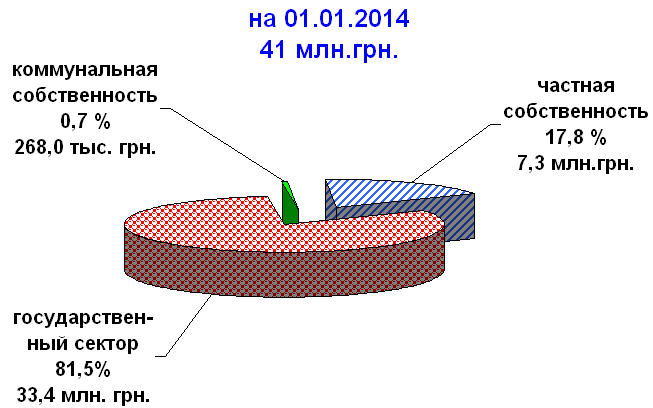 на 01.01.2014
41 млн.грн.
коммунальная
собственность
0,7 %
268,0 тыс. грн.
частная
собственность
17,8 %
7,3 млн.грн.
государствен-
ный сектор
81,5%
33,4 млн. грн.